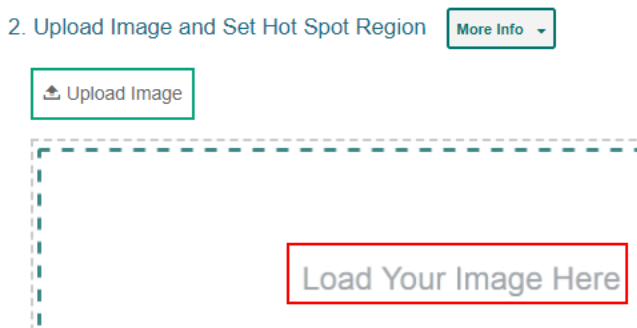 2. Upload Image and Set Hot Spot Region More Info
Upload Image
Load Your Image Here